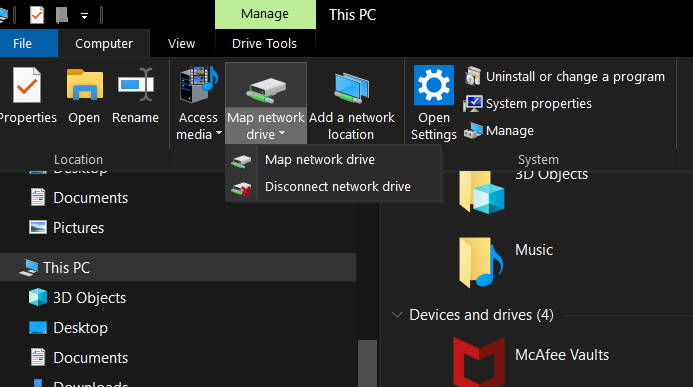 Manage
This PC
File
Computer
View
Drive Tools
Properties
Open
Rename
Access
media
Map network
drive
Add a network
location
Open
Settings
Uninstall or change a program
System properties
Manage
Location
System
Map network drive
Disconnect network drive
Desktop
Documents
Pictures
This PC
3D Objects
Desktop
Documents
Downloads
3D Objects
Music
Devices and drives (4)
McAfee Vaults